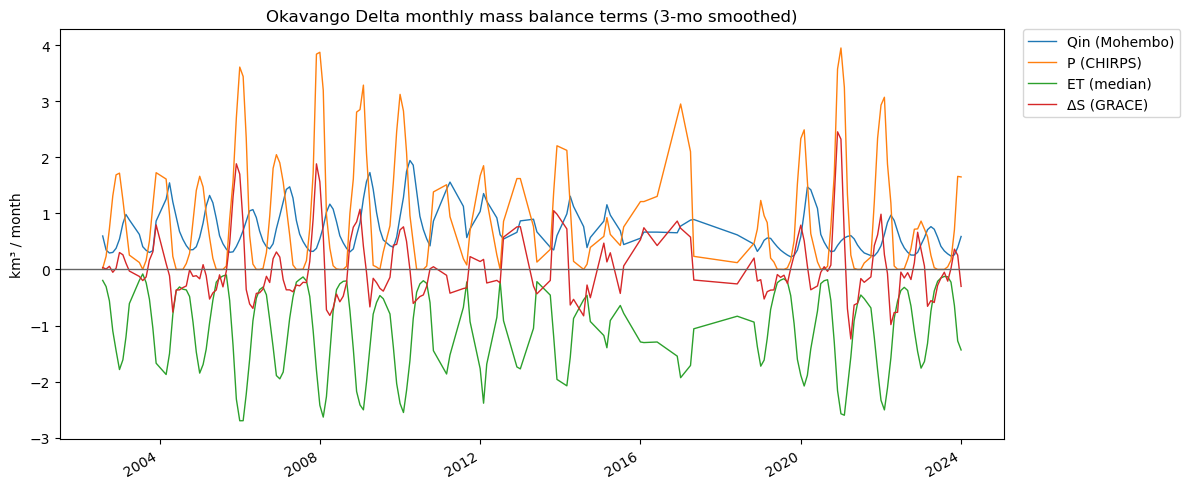 Okavango Delta monthly mass balance terms (3-mo smoothed)
Qin (Mohembo)
P (CHIRPS)
ET (median)
ΔS (GRACE)
km³ / month
4
3
2
1
0
−1
−2
−3
2004
2008
2012
2016
2020
2024